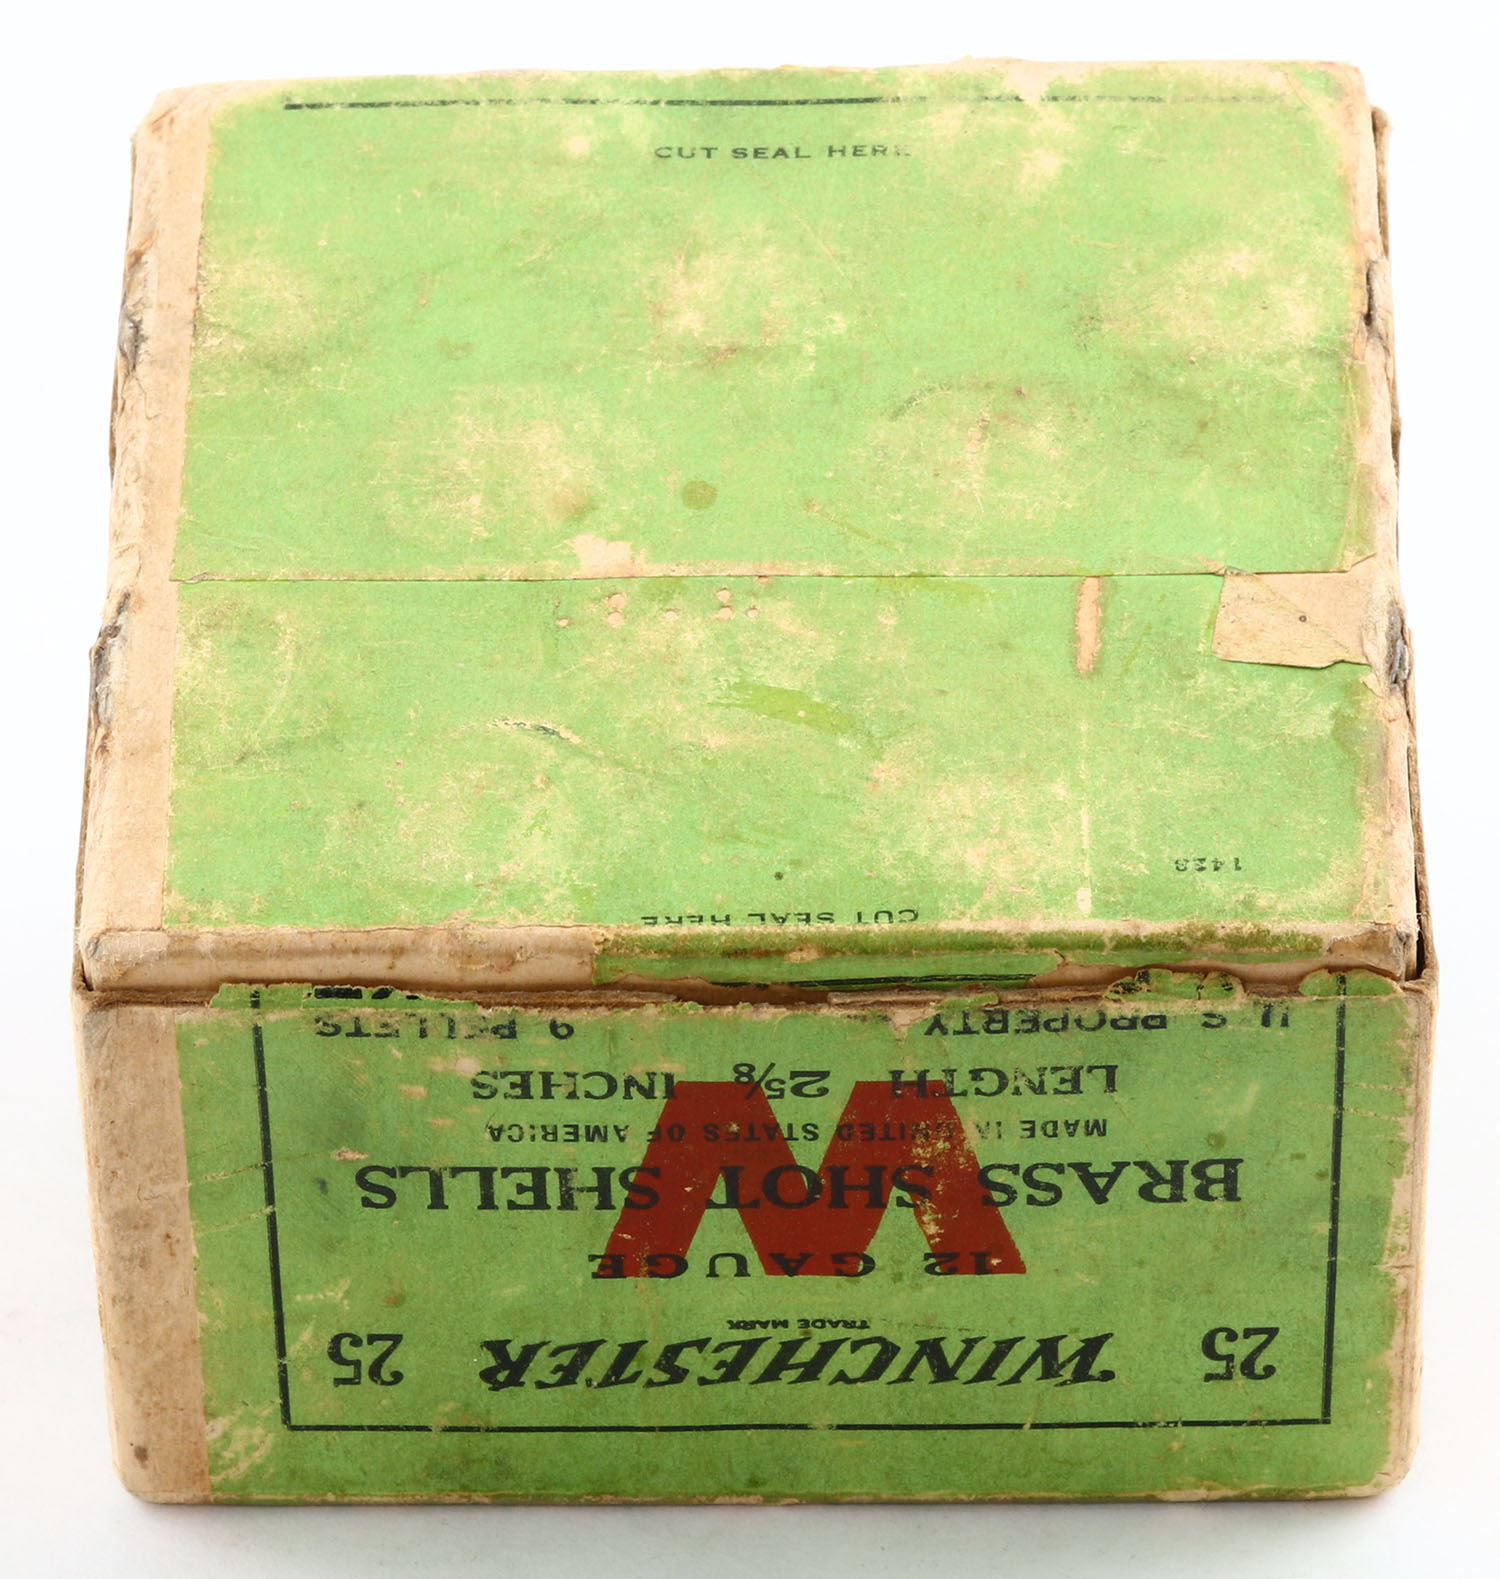 CUT SEAL HERE
1428
CUT SEAL HERE
25 WINCHESTER 25
TRADE MARK
12 GAUGE
BRASS SHOT SHELLS
MADE IN UNITED STATES OF AMERICA
LENGTH 2⅝ INCHES
U S PROPERTY 9 PELLETS